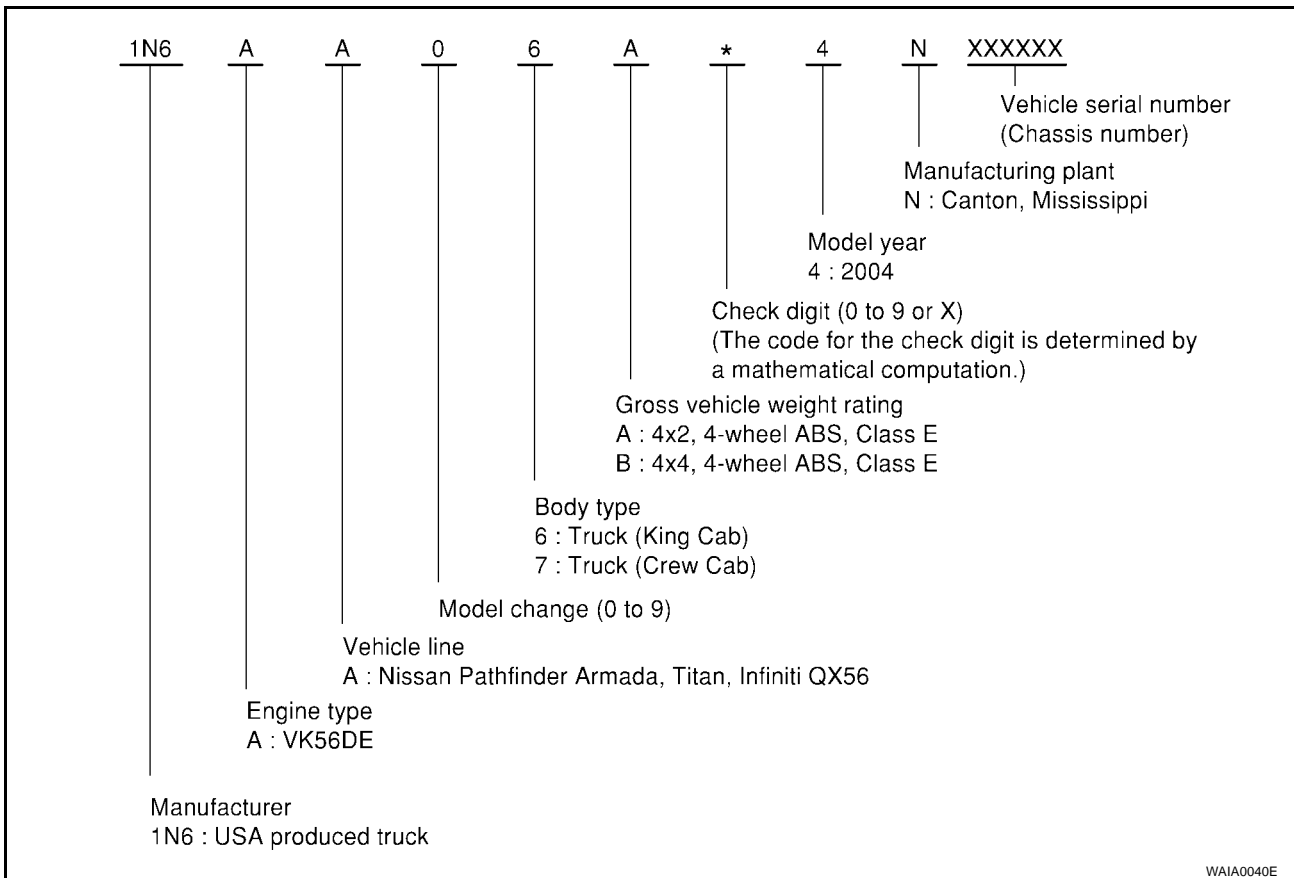 1N6 A A 0 6 A * 4 N XXXXXX
Vehicle serial number
(Chassis number)
Manufacturing plant
N : Canton, Mississippi
Model year
4 : 2004
Check digit (0 to 9 or X)
(The code for the check digit is determined by
a mathematical computation.)
Gross vehicle weight rating
A : 4x2, 4-wheel ABS, Class E
B : 4x4, 4-wheel ABS, Class E
Body type
6 : Truck (King Cab)
7 : Truck (Crew Cab)
Model change (0 to 9)
Vehicle line
A : Nissan Pathfinder Armada, Titan, Infiniti QX56
Engine type
A : VK56DE
Manufacturer
1N6 : USA produced truck
WAIA0040E